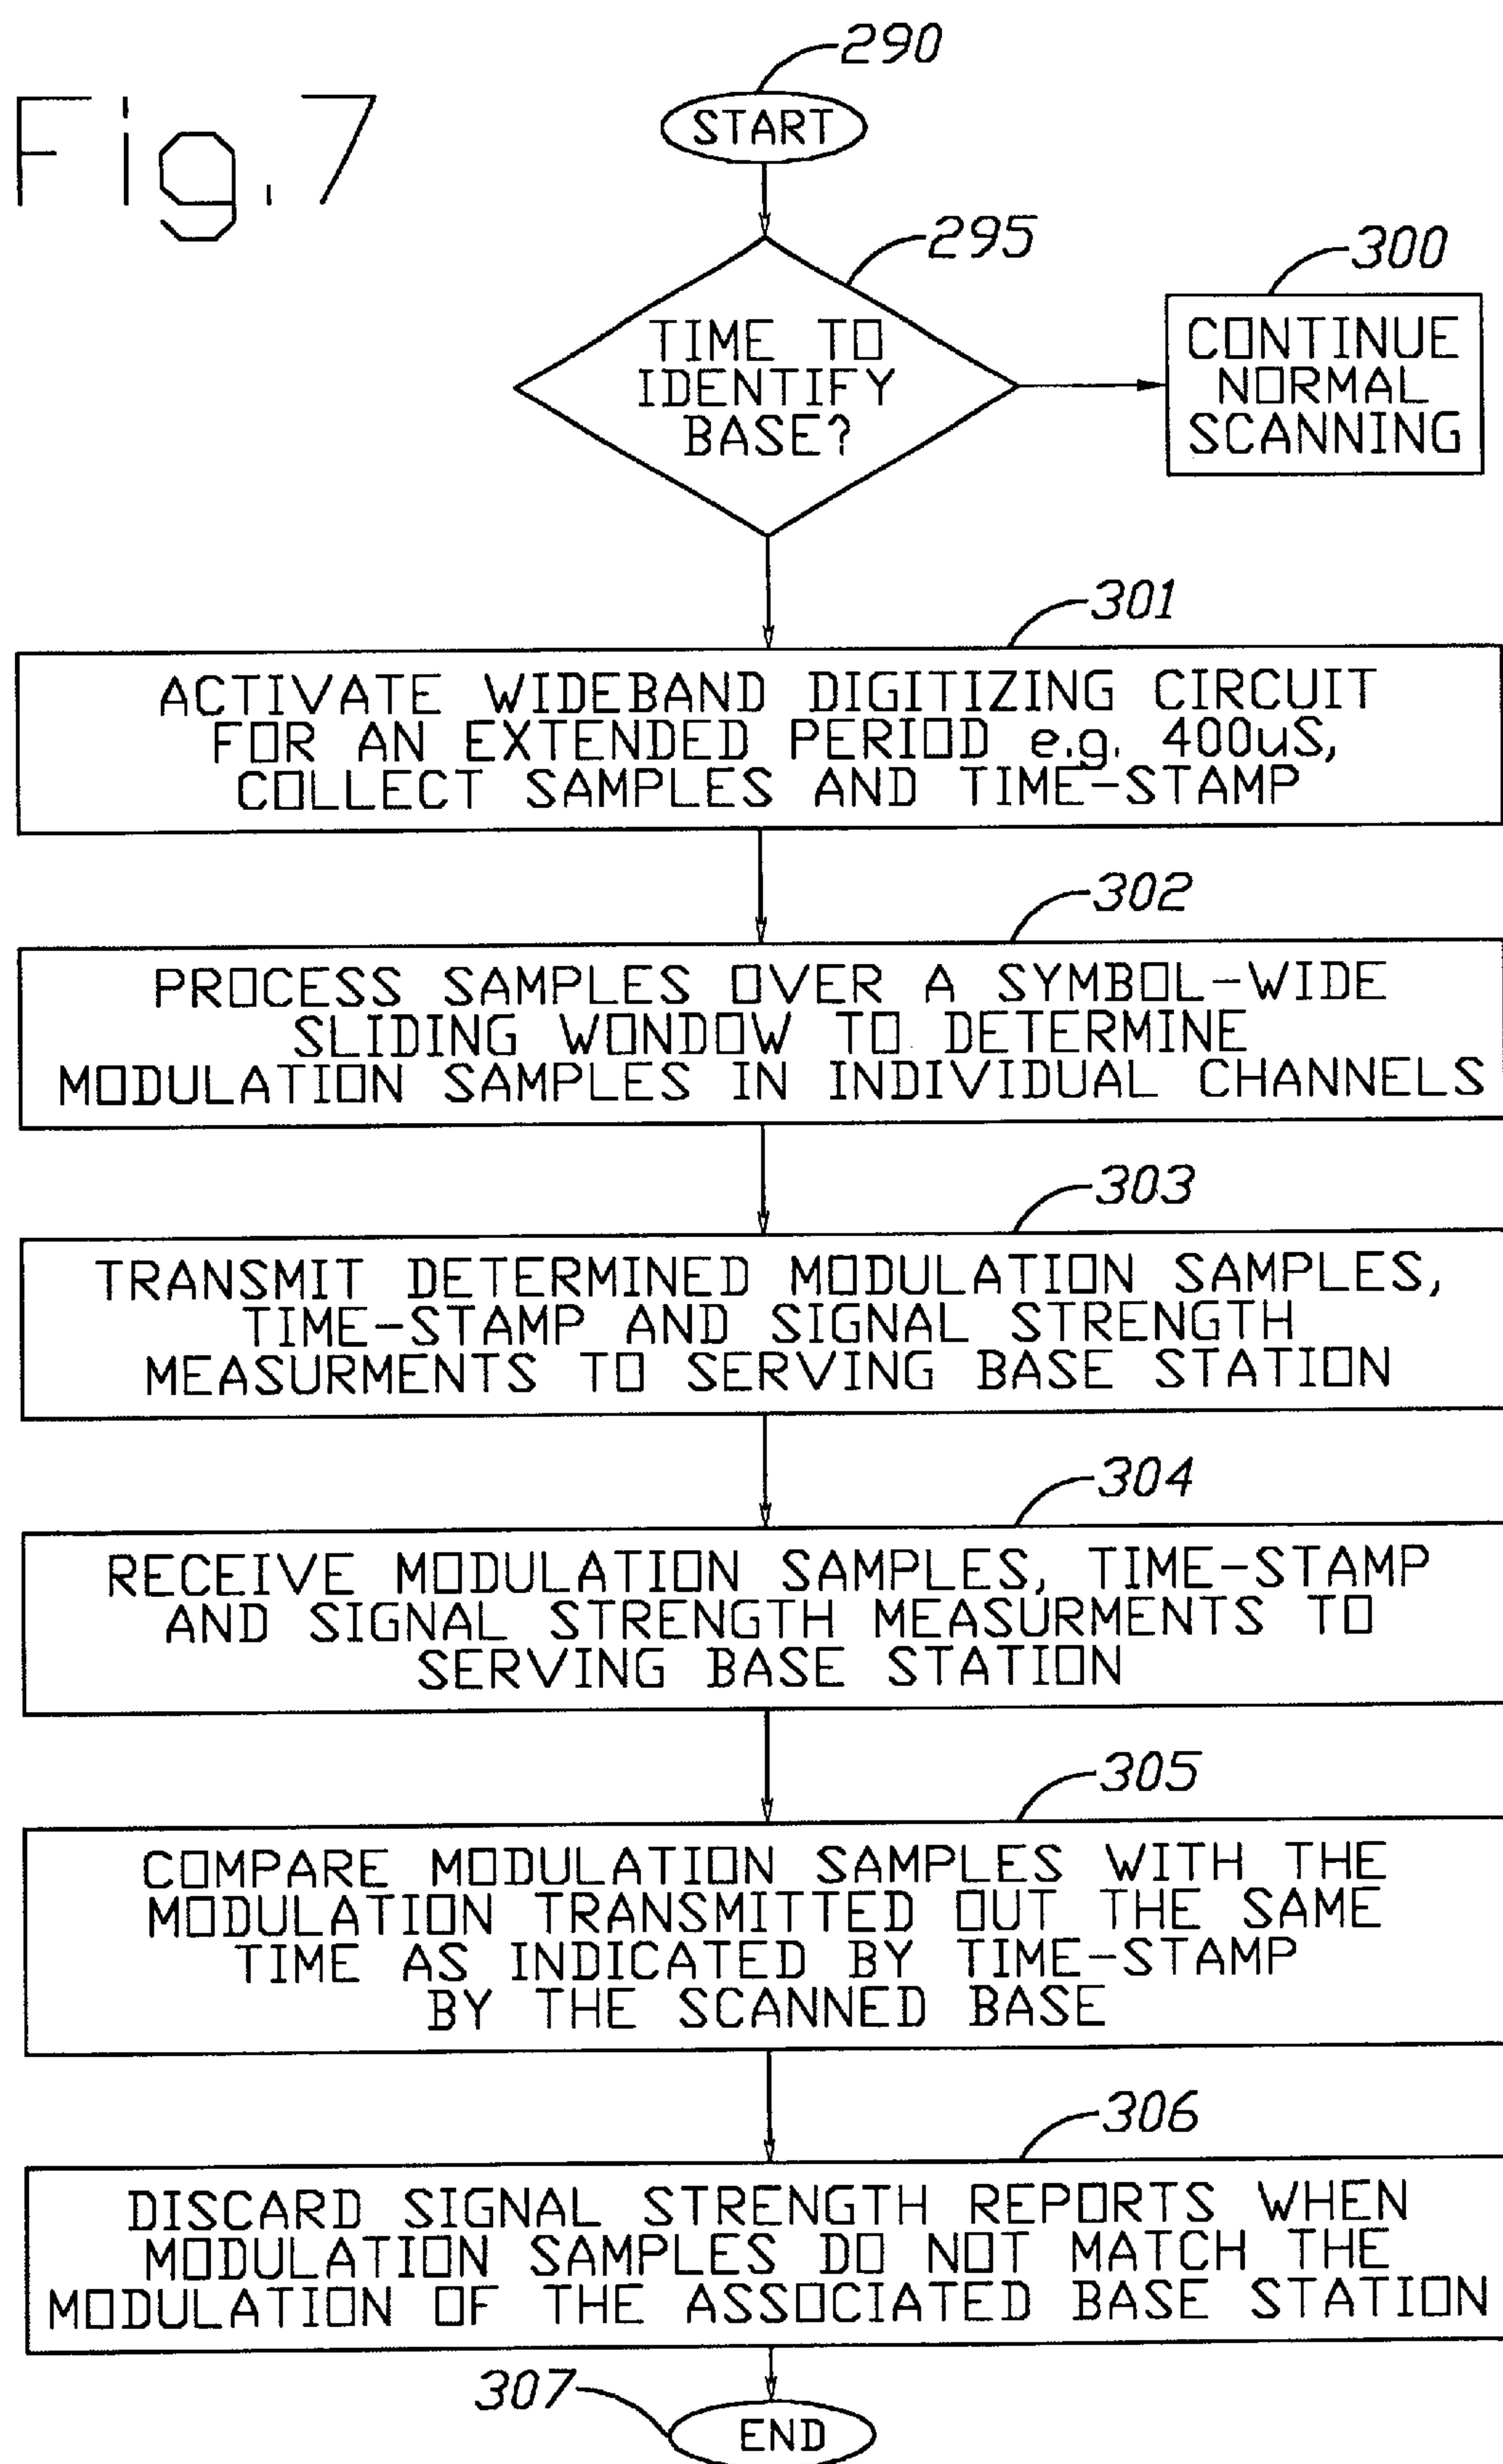 Fig.7
290
START
295
TIME TO
IDENTIFY
BASE?
300
CONTINUE
NORMAL
SCANNING
301
ACTIVATE WIDEBAND DIGITIZING CIRCUIT
FOR AN EXTENDED PERIOD e.g. 400uS,
COLLECT SAMPLES AND TIME-STAMP
302
PROCESS SAMPLES OVER A SYMBOL-WIDE
SLIDING WONDOW TO DETERMINE
MODULATION SAMPLES IN INDIVIDUAL CHANNELS
303
TRANSMIT DETERMINED MODULATION SAMPLES,
TIME-STAMP AND SIGNAL STRENGTH
MEASURMENTS TO SERVING BASE STATION
304
RECEIVE MODULATION SAMPLES, TIME-STAMP
AND SIGNAL STRENGTH MEASURMENTS TO
SERVING BASE STATION
305
COMPARE MODULATION SAMPLES WITH THE
MODULATION TRANSMITTED OUT THE SAME
TIME AS INDICATED BY TIME-STAMP
BY THE SCANNED BASE
306
DISCARD SIGNAL STRENGTH REPORTS WHEN
MODULATION SAMPLES DO NOT MATCH THE
MODULATION OF THE ASSOCIATED BASE STATION
307
END